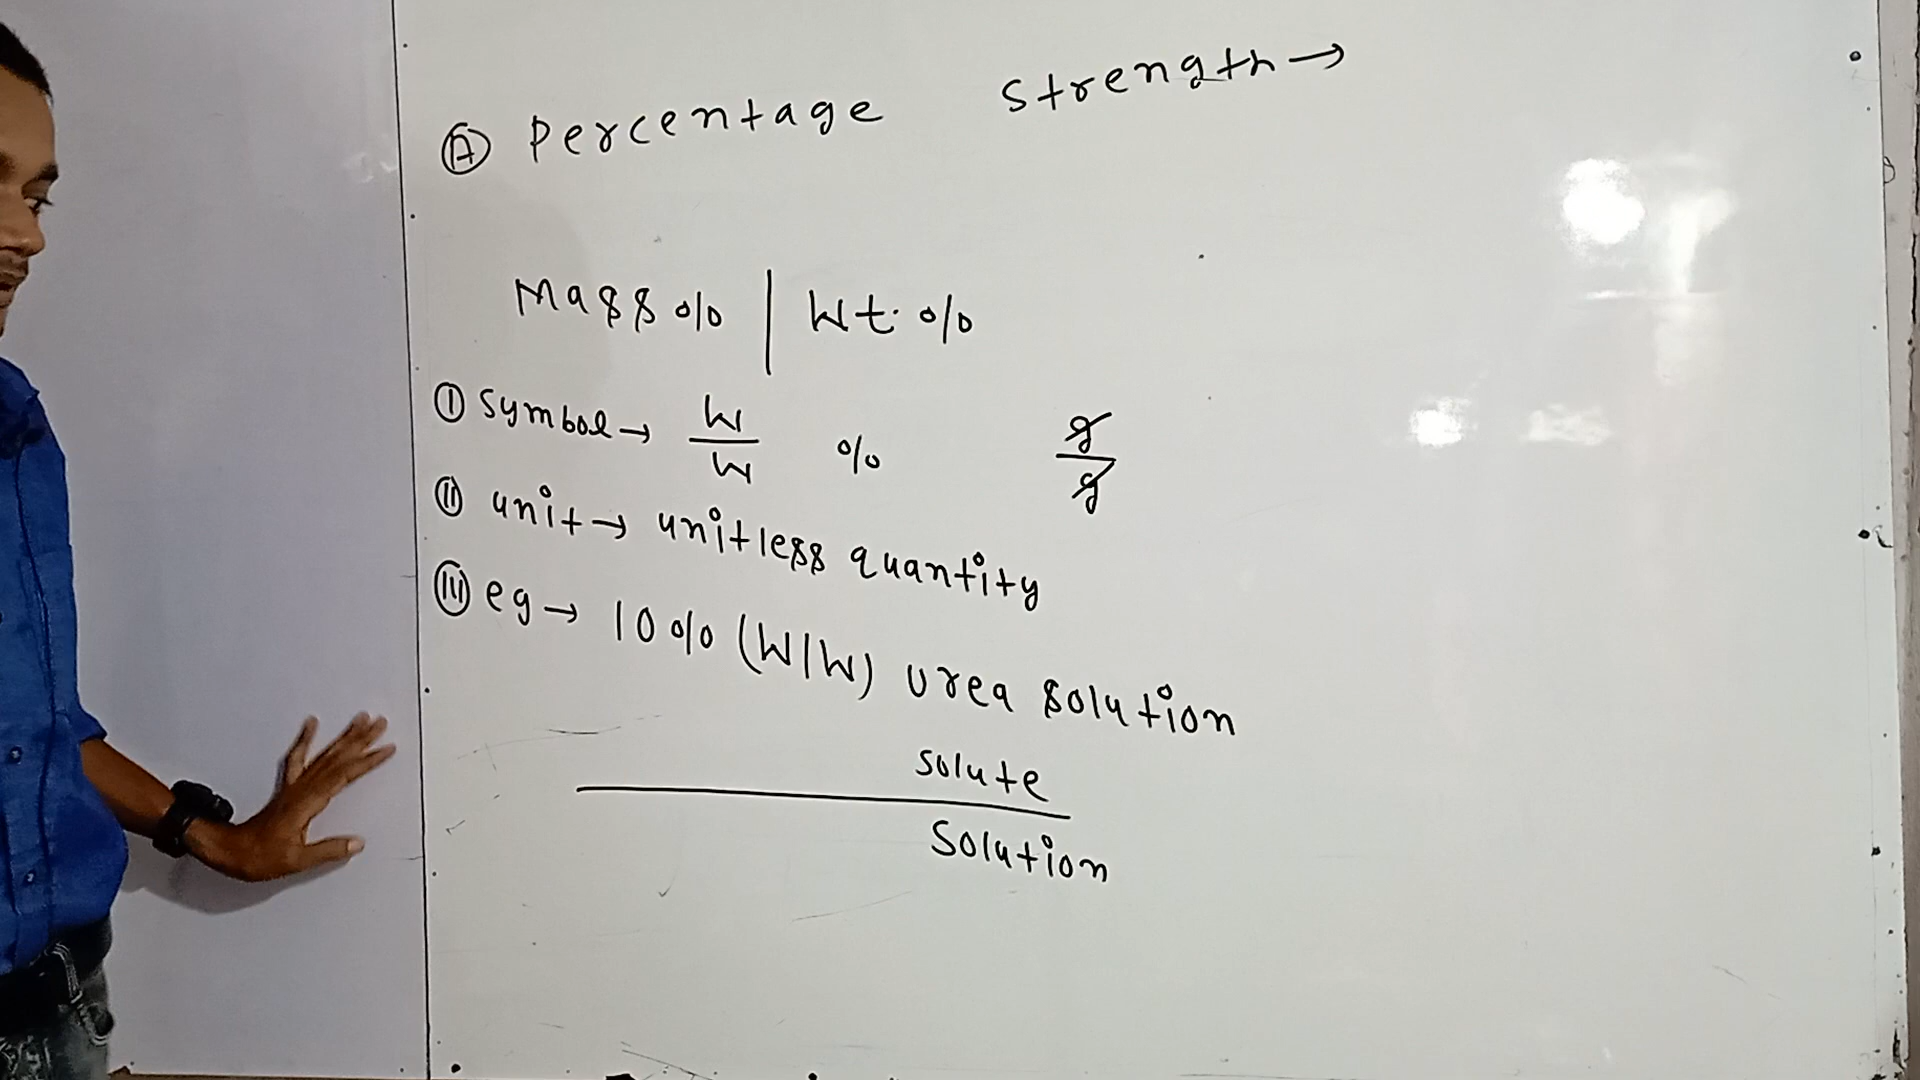 Ⓐ Percentage Strength →
Mass % | Wt. %
Ⓘ Symbol → W/W % g/g
Ⓘⓘ unit → unitless quantity
Ⓘⓘⓘ eg → 10% (W/W) Urea Solution
Solute
Solution